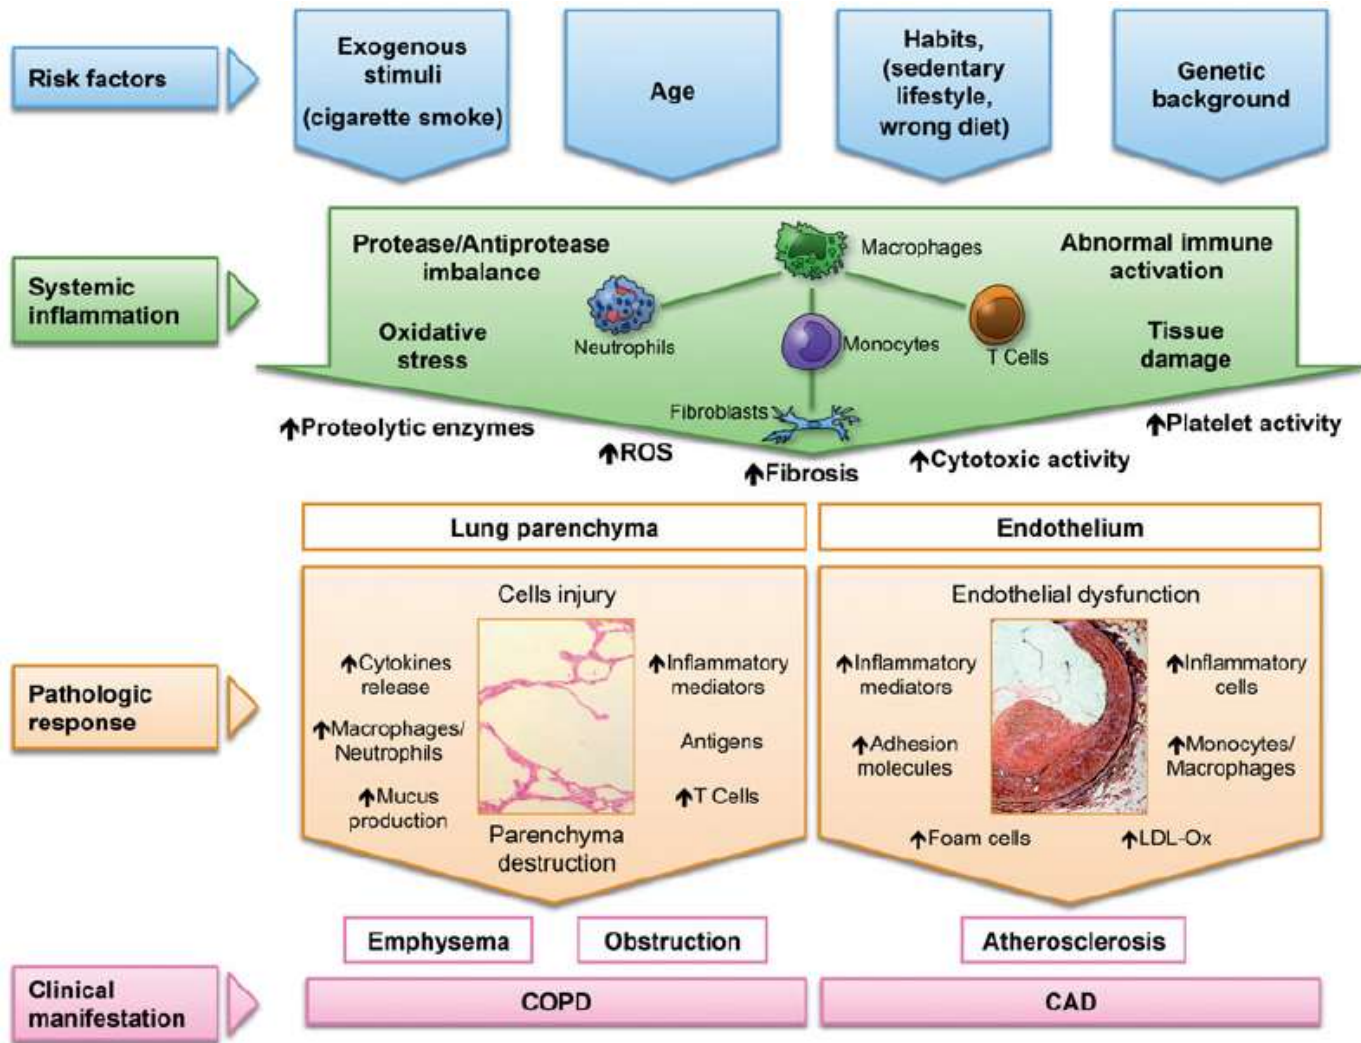 Risk factors
Exogenous
stimuli
(cigarette smoke)
Age
Habits,
(sedentary
lifestyle,
wrong diet)
Genetic
background
Systemic
inflammation
Protease/Antiprotease
imbalance
Oxidative
stress
Macrophages
Neutrophils
Monocytes
T Cells
Fibroblasts
Abnormal immune
activation
Tissue
damage
↑Proteolytic enzymes
↑ROS
↑Fibrosis
↑Cytotoxic activity
↑Platelet activity
Lung parenchyma
Endothelium
Pathologic
response
Cells injury
↑Cytokines
release
↑Macrophages/
Neutrophils
↑Mucus
production
↑Inflammatory
mediators
Antigens
↑T Cells
Parenchyma
destruction
Endothelial dysfunction
↑Inflammatory
mediators
↑Adhesion
molecules
↑Inflammatory
cells
↑Monocytes/
Macrophages
↑Foam cells
↑LDL-Ox
Emphysema
Obstruction
Atherosclerosis
Clinical
manifestation
COPD
CAD